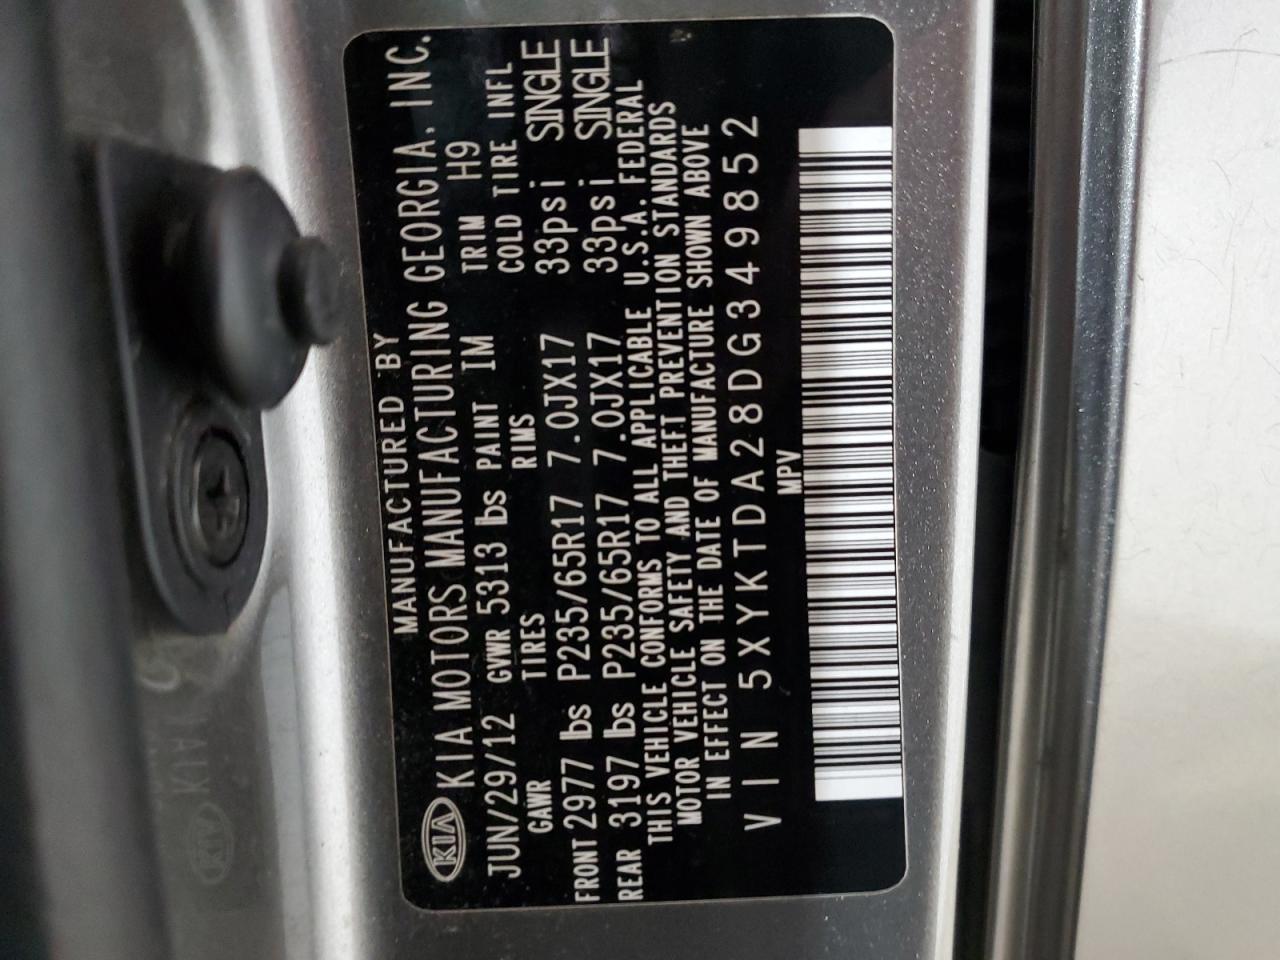 MANUFACTURED BY
KIA KIA MOTORS MANUFACTURING GEORGIA, INC.
JUN/29/12 GVWR 5313 lbs PAINT IM TRIM H9
GAWR TIRES RIMS COLD TIRE INFL
FRONT 2977 lbs P235/65R17 7.0JX17 33psi SINGLE
REAR 3197 lbs P235/65R17 7.0JX17 33psi SINGLE
THIS VEHICLE CONFORMS TO ALL APPLICABLE U.S.A. FEDERAL
MOTOR VEHICLE SAFETY AND THEFT PREVENTION STANDARDS
IN EFFECT ON THE DATE OF MANUFACTURE SHOWN ABOVE
VIN 5XYKTDA28DG349852
MPV